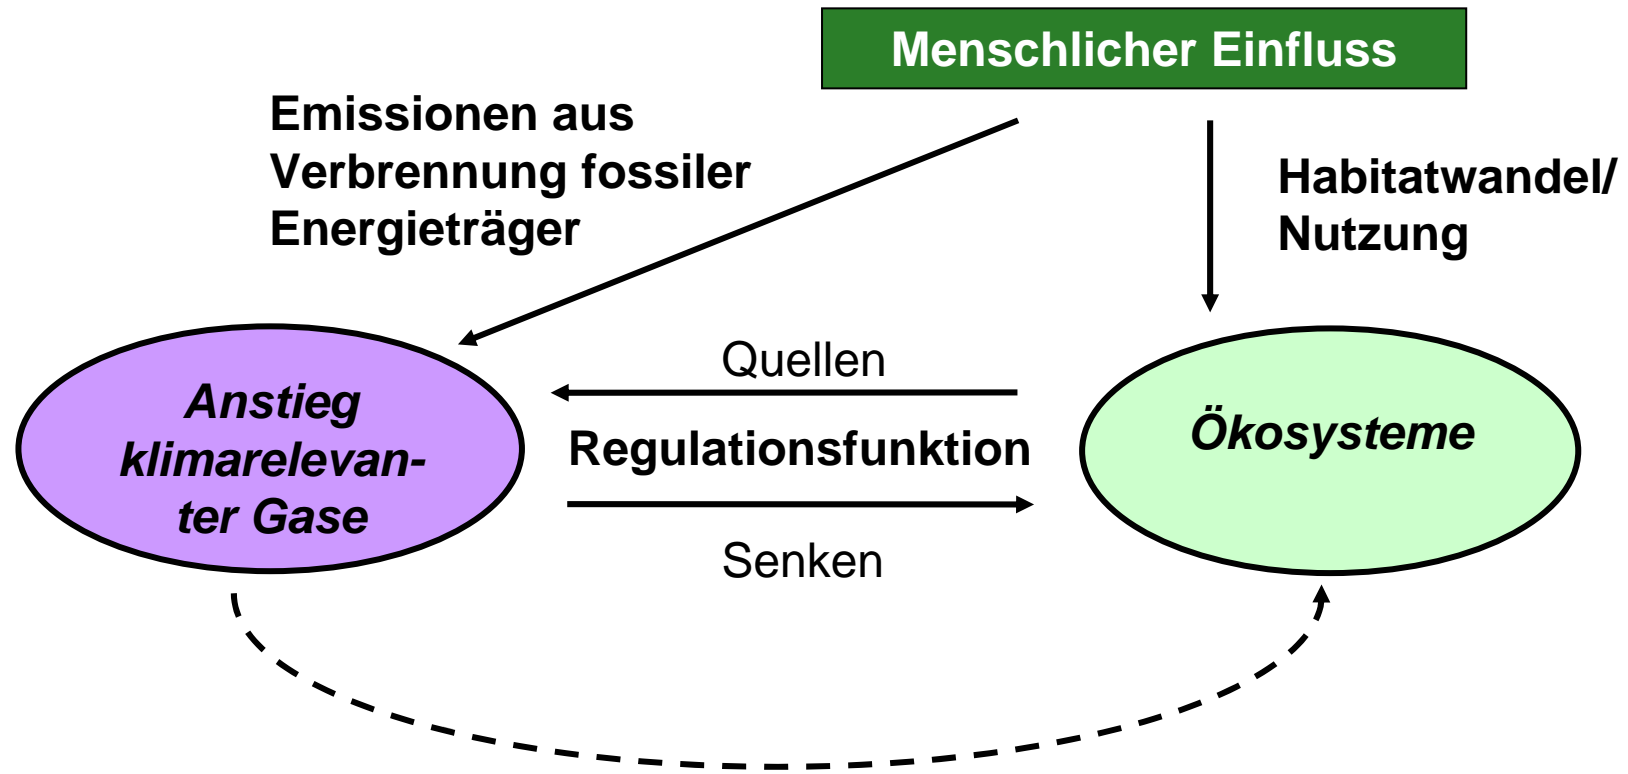 Menschlicher Einfluss
Emissionen aus
Verbrennung fossiler
Energieträger
Habitatwandel/
Nutzung
Quellen
Anstieg
klimarelevan-
ter Gase
Regulationsfunktion
Ökosysteme
Senken